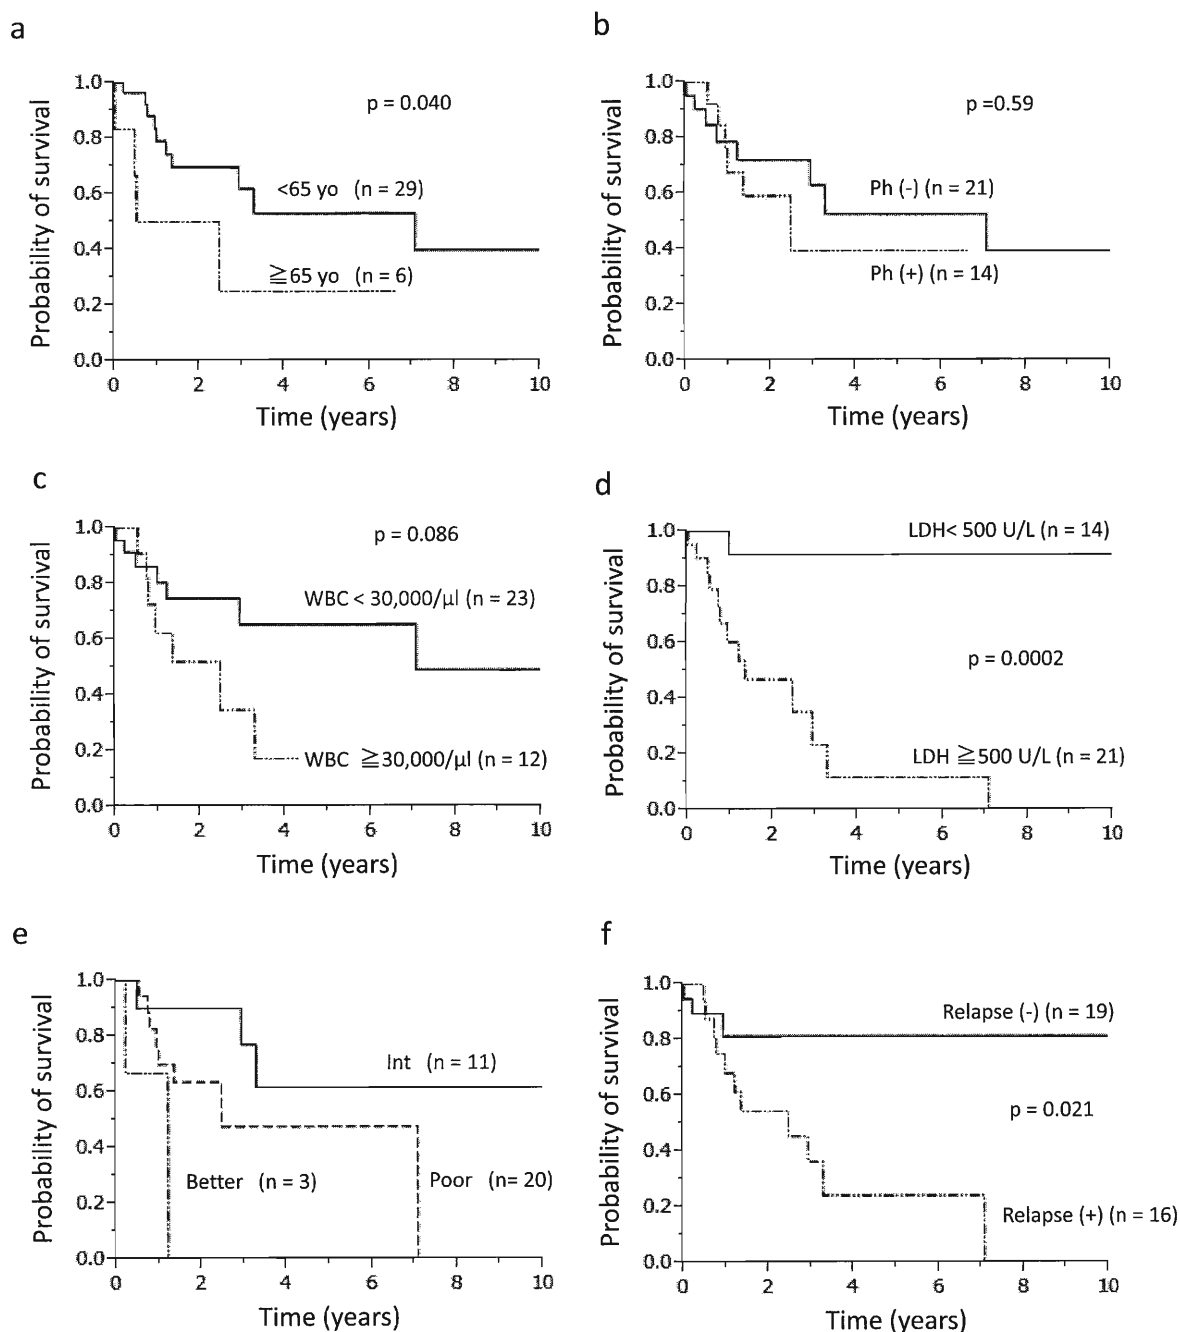 a
Probability of survival
1.0
0.8
0.6
0.4
0.2
0.0
p = 0.040
<65 yo (n = 29)
≧65 yo (n = 6)
0 2 4 6 8 10
Time (years)
b
Probability of survival
1.0
0.8
0.6
0.4
0.2
0.0
p =0.59
Ph (-) (n = 21)
Ph (+) (n = 14)
0 2 4 6 8 10
Time (years)
c
Probability of survival
1.0
0.8
0.6
0.4
0.2
0.0
p = 0.086
WBC < 30,000/μl (n = 23)
WBC ≧30,000/μl (n = 12)
0 2 4 6 8 10
Time (years)
d
Probability of survival
1.0
0.8
0.6
0.4
0.2
0.0
LDH< 500 U/L (n = 14)
p = 0.0002
LDH ≧500 U/L (n = 21)
0 2 4 6 8 10
Time (years)
e
Probability of survival
1.0
0.8
0.6
0.4
0.2
0.0
Int (n = 11)
Better (n = 3)
Poor (n= 20)
0 2 4 6 8 10
Time (years)
f
Probability of survival
1.0
0.8
0.6
0.4
0.2
0.0
Relapse (-) (n = 19)
p = 0.021
Relapse (+) (n = 16)
0 2 4 6 8 10
Time (years)